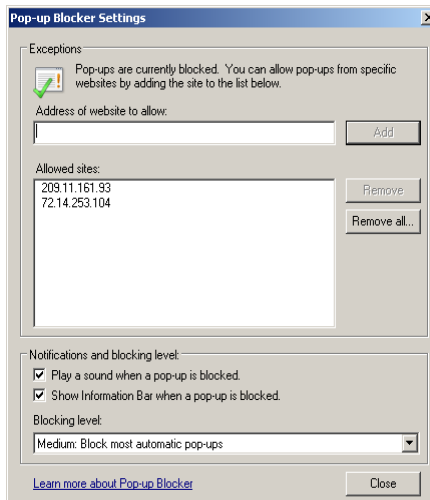 Pop-up Blocker Settings
Exceptions
Pop-ups are currently blocked. You can allow pop-ups from specific
websites by adding the site to the list below.
Address of website to allow:
Add
Allowed sites:
209.11.161.93
72.14.253.104
Remove
Remove all...
Notifications and blocking level:
Play a sound when a pop-up is blocked.
Show Information Bar when a pop-up is blocked.
Blocking level:
Medium: Block most automatic pop-ups
Learn more about Pop-up Blocker
Close